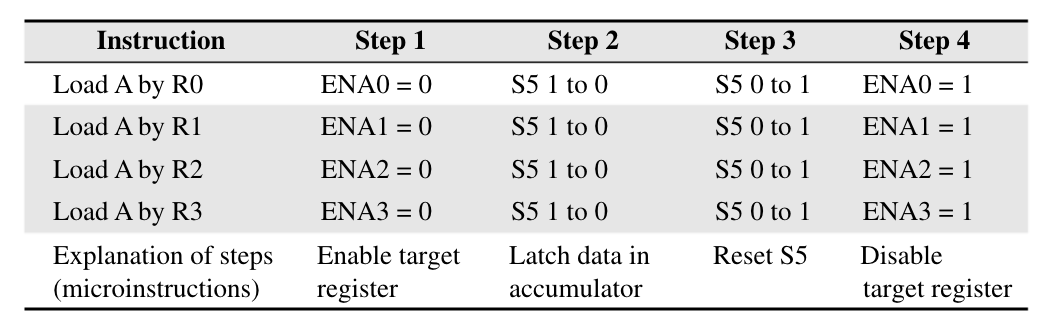 Instruction Step 1 Step 2 Step 3 Step 4
Load A by R0 ENA0 = 0 S5 1 to 0 S5 0 to 1 ENA0 = 1
Load A by R1 ENA1 = 0 S5 1 to 0 S5 0 to 1 ENA1 = 1
Load A by R2 ENA2 = 0 S5 1 to 0 S5 0 to 1 ENA2 = 1
Load A by R3 ENA3 = 0 S5 1 to 0 S5 0 to 1 ENA3 = 1
Explanation of steps Enable target Latch data in Reset S5 Disable
(microinstructions) register accumulator target register